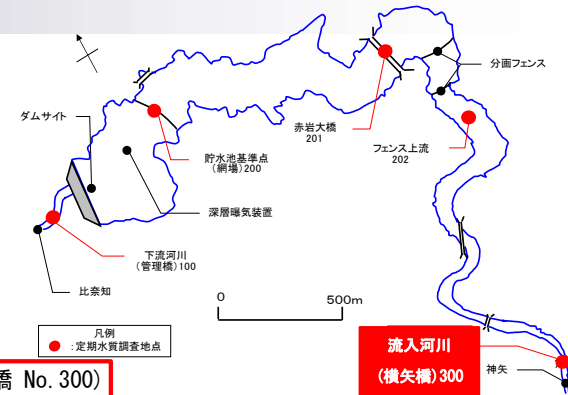 分画フェンス
赤岩大橋
201
フェンス上流
202
ダムサイト
貯水池基準点
(網場)200
深層曝気装置
下流河川
(管理橋)100
比奈知
0 500m
凡例
:定期水質調査地点
流入河川
(横矢橋)300
神矢
橋 No.300)